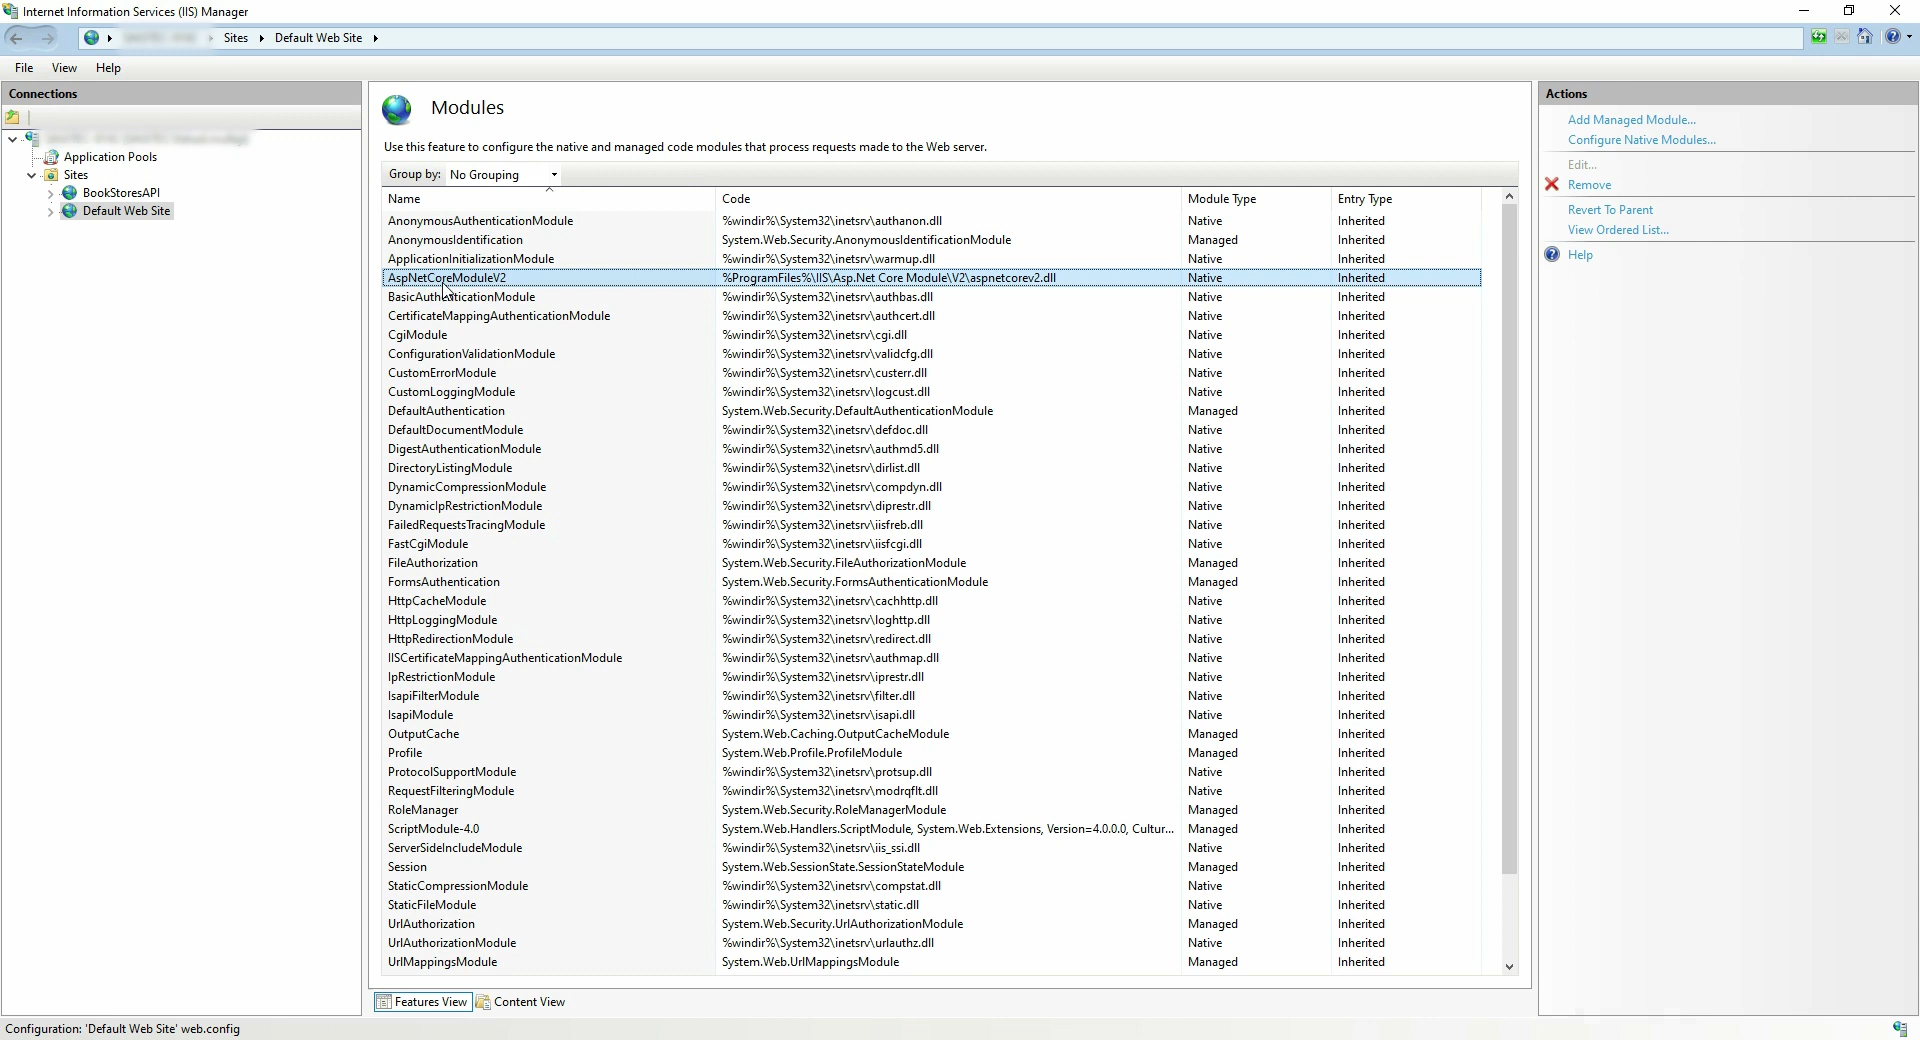 Internet Information Services (IIS) Manager
Sites
Default Web Site
File View Help
Connections
Application Pools
Sites
BookStoresAPI
Default Web Site
Modules
Use this feature to configure the native and managed code modules that process requests made to the Web server.
Group by: No Grouping
Name Code Module Type Entry Type
AnonymousAuthenticationModule %windir%\System32\inetsrv\authanon.dll Native Inherited
AnonymousIdentification System.Web.Security.AnonymousIdentificationModule Managed Inherited
ApplicationInitializationModule %windir%\System32\inetsrv\warmup.dll Native Inherited
AspNetCoreModuleV2 %ProgramFiles%\IIS\Asp.Net Core Module\V2\aspnetcorev2.dll Native Inherited
BasicAuthenticationModule %windir%\System32\inetsrv\authbas.dll Native Inherited
CertificateMappingAuthenticationModule %windir%\System32\inetsrv\authcert.dll Native Inherited
CgiModule %windir%\System32\inetsrv\cgi.dll Native Inherited
ConfigurationValidationModule %windir%\System32\inetsrv\validcfg.dll Native Inherited
CustomErrorModule %windir%\System32\inetsrv\custerr.dll Native Inherited
CustomLoggingModule %windir%\System32\inetsrv\logcust.dll Native Inherited
DefaultAuthentication System.Web.Security.DefaultAuthenticationModule Managed Inherited
DefaultDocumentModule %windir%\System32\inetsrv\defdoc.dll Native Inherited
DigestAuthenticationModule %windir%\System32\inetsrv\authmd5.dll Native Inherited
DirectoryListingModule %windir%\System32\inetsrv\dirlist.dll Native Inherited
DynamicCompressionModule %windir%\System32\inetsrv\compdyn.dll Native Inherited
DynamicIpRestrictionModule %windir%\System32\inetsrv\diprestr.dll Native Inherited
FailedRequestsTracingModule %windir%\System32\inetsrv\iisfreb.dll Native Inherited
FastCgiModule %windir%\System32\inetsrv\iisfcgi.dll Native Inherited
FileAuthorization System.Web.Security.FileAuthorizationModule Managed Inherited
FormsAuthentication System.Web.Security.FormsAuthenticationModule Managed Inherited
HttpCacheModule %windir%\System32\inetsrv\cachhttp.dll Native Inherited
HttpLoggingModule %windir%\System32\inetsrv\loghttp.dll Native Inherited
HttpRedirectionModule %windir%\System32\inetsrv\redirect.dll Native Inherited
IISCertificateMappingAuthenticationModule %windir%\System32\inetsrv\authmap.dll Native Inherited
IpRestrictionModule %windir%\System32\inetsrv\iprestr.dll Native Inherited
IsapiFilterModule %windir%\System32\inetsrv\filter.dll Native Inherited
IsapiModule %windir%\System32\inetsrv\isapi.dll Native Inherited
OutputCache System.Web.Caching.OutputCacheModule Managed Inherited
Profile System.Web.Profile.ProfileModule Managed Inherited
ProtocolSupportModule %windir%\System32\inetsrv\protsup.dll Native Inherited
RequestFilteringModule %windir%\System32\inetsrv\modrqflt.dll Native Inherited
RoleManager System.Web.Security.RoleManagerModule Managed Inherited
ScriptModule-4.0 System.Web.Handlers.ScriptModule, System.Web.Extensions, Version=4.0.0.0, Cultur... Managed Inherited
ServerSideIncludeModule %windir%\System32\inetsrv\iis_ssi.dll Native Inherited
Session System.Web.SessionState.SessionStateModule Managed Inherited
StaticCompressionModule %windir%\System32\inetsrv\compstat.dll Native Inherited
StaticFileModule %windir%\System32\inetsrv\static.dll Native Inherited
UrlAuthorization System.Web.Security.UrlAuthorizationModule Managed Inherited
UrlAuthorizationModule %windir%\System32\inetsrv\urlauthz.dll Native Inherited
UrlMappingsModule System.Web.UrlMappingsModule Managed Inherited
Features View Content View
Actions
Add Managed Module...
Configure Native Modules...
Edit...
Remove
Revert To Parent
View Ordered List...
Help
Configuration: 'Default Web Site' web.config